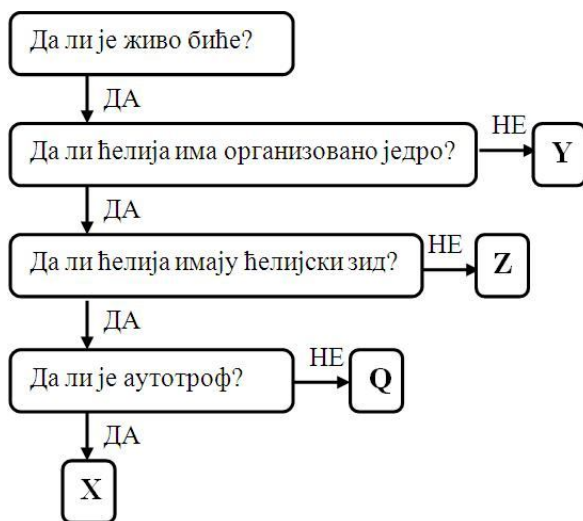 Да ли је живо биће?
ДА
Да ли ћелија има организовано једро?
НЕ
Y
ДА
Да ли ћелија имају ћелијски зид?
НЕ
Z
ДА
Да ли је аутотроф?
НЕ
Q
ДА
X